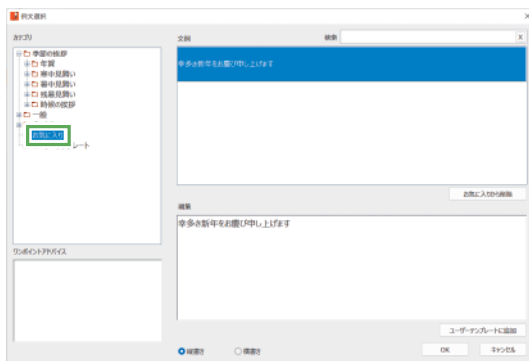 例文選択
カテゴリ
季節の挨拶
年賀
寒中見舞い
暑中見舞い
残暑見舞い
時候の挨拶
一般
お気に入り
レート
ワンポイントアドバイス
文例
検索
X
幸多き新年をお慶び申し上げます
お気に入りから削除
編集
幸多き新年をお慶び申し上げます
ユーザーテンプレートに追加
縦書き
横書き
OK
キャンセル